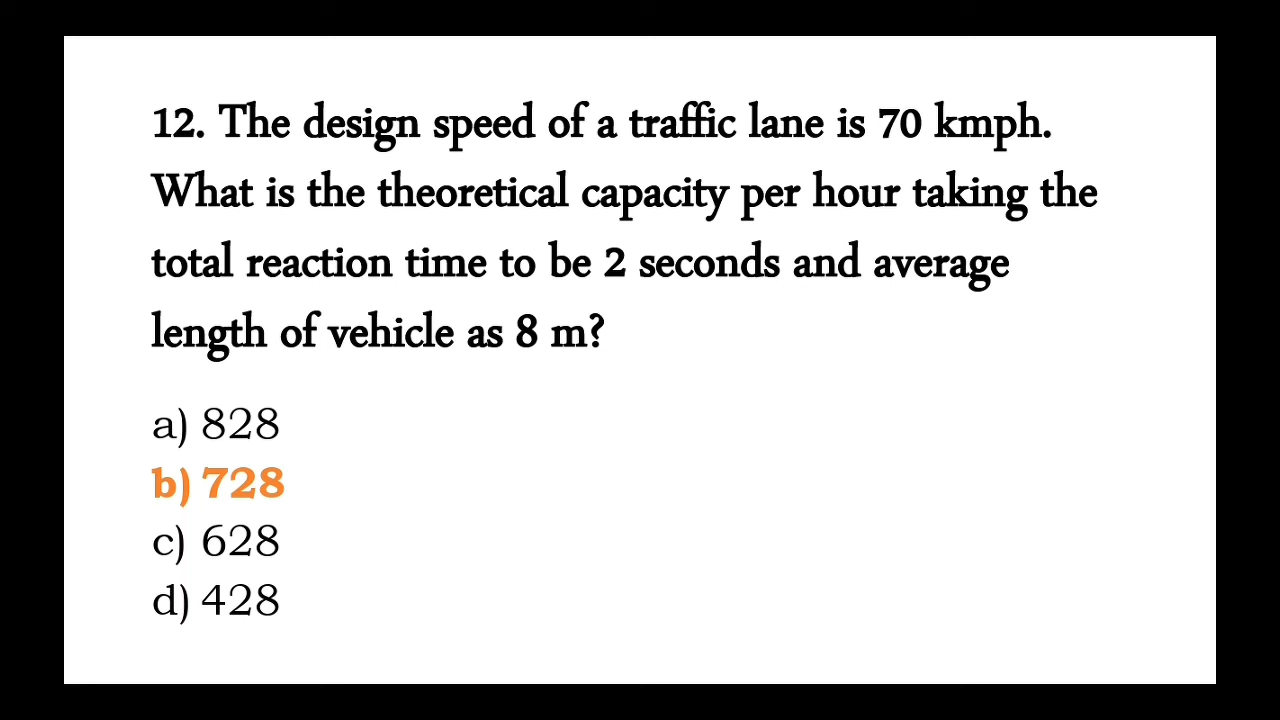 12. The design speed of a traffic lane is 70 kmph.
What is the theoretical capacity per hour taking the
total reaction time to be 2 seconds and average
length of vehicle as 8 m?
a) 828
b) 728
c) 628
d) 428